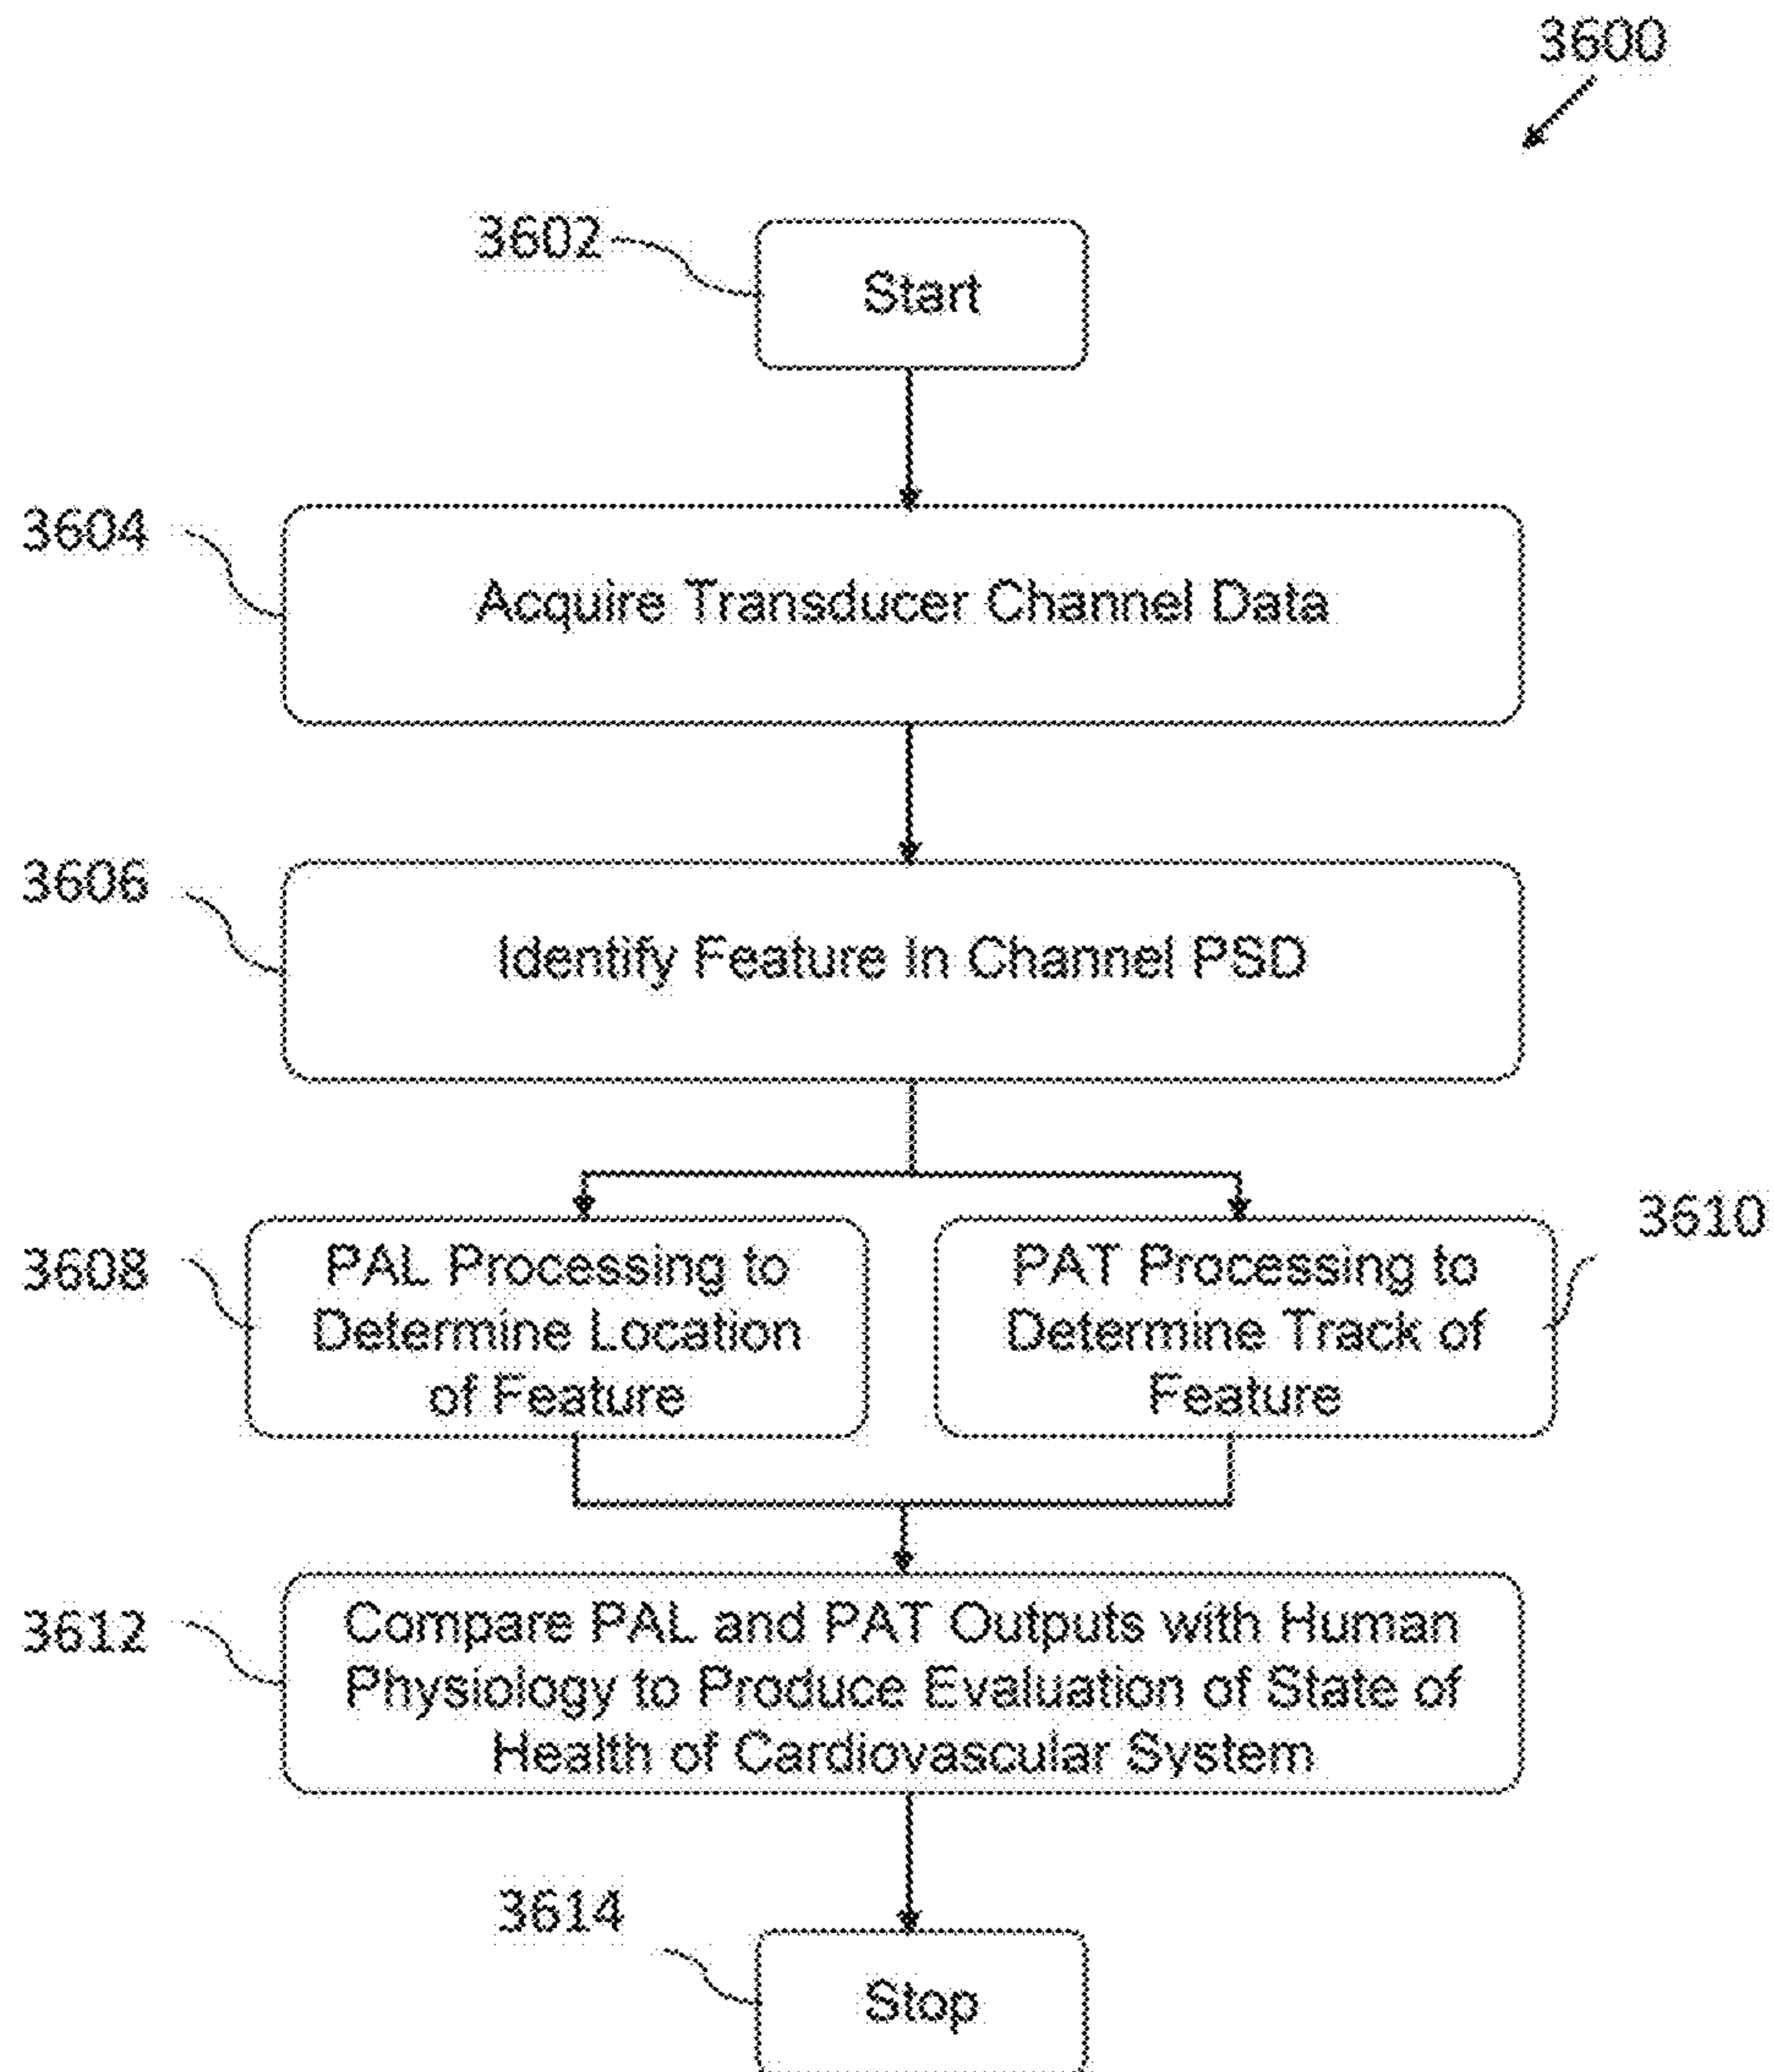 3600
3602
Start
3604
Acquire Transducer Channel Data
3606
Identify Feature in Channel PSD
3608
PAL Processing to
Determine Location
of Feature
3610
PAT Processing to
Determine Track of
Feature
3612
Compare PAL and PAT Outputs with Human
Physiology to Produce Evaluation of State of
Health of Cardiovascular System
3614
Stop